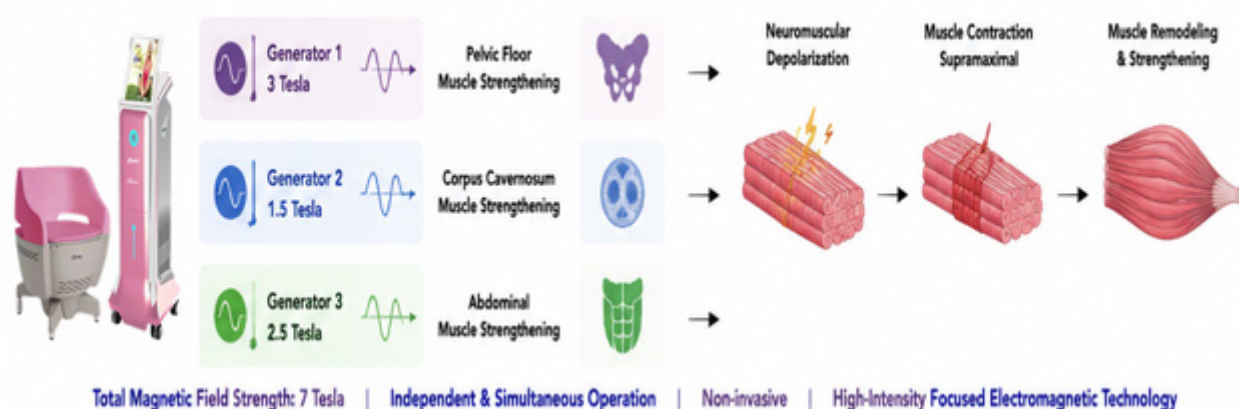 Generator 1
3 Tesla
Pelvic Floor
Muscle Strengthening
Generator 2
1.5 Tesla
Corpus Cavernosum
Muscle Strengthening
Generator 3
2.5 Tesla
Abdominal
Muscle Strengthening
Neuromuscular
Depolarization
Muscle Contraction
Supramaximal
Muscle Remodeling
& Strengthening
Total Magnetic Field Strength: 7 Tesla | Independent & Simultaneous Operation | Non-invasive | High-Intensity Focused Electromagnetic Technology